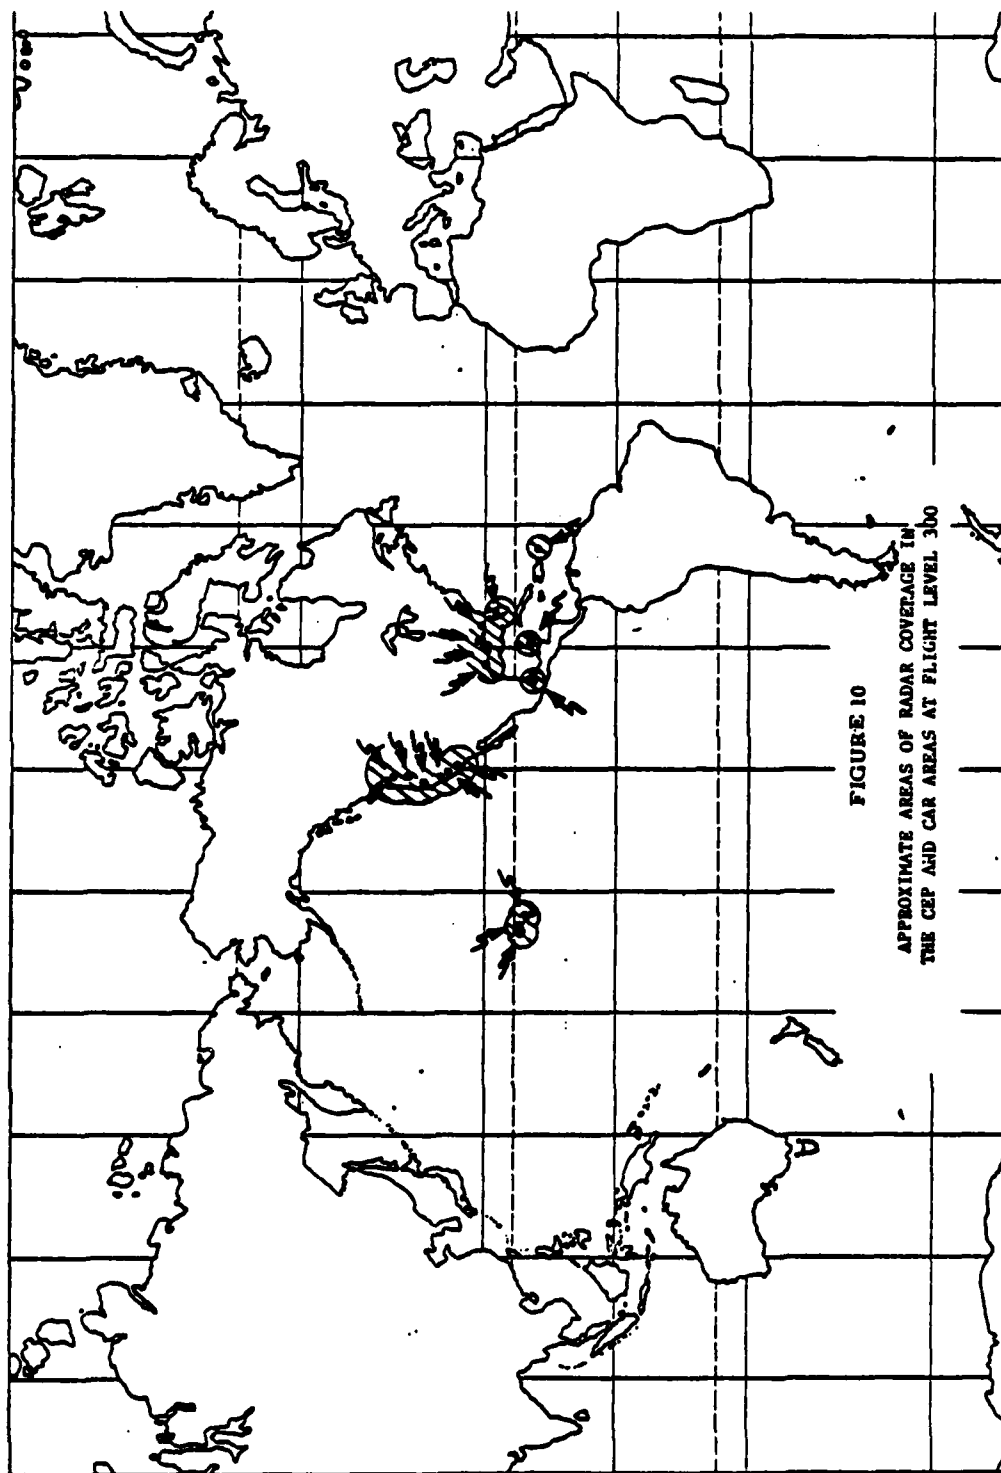 FIGURE 10
APPROXIMATE AREAS OF RADAR COVERAGE IN
THE CEP AND CAR AREAS AT FLIGHT LEVEL 300